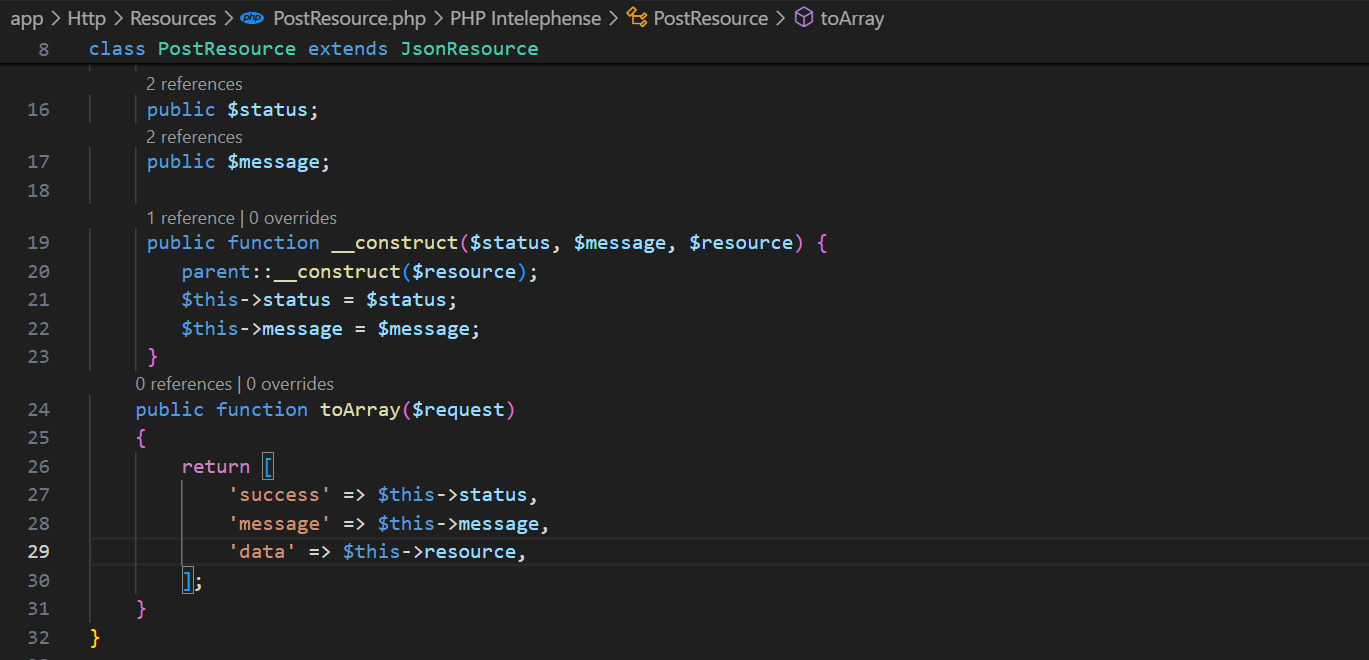 app > Http > Resources > php PostResource.php > PHP Intelephense > PostResource > toArray
8 class PostResource extends JsonResource
2 references
16 public $status;
2 references
17 public $message;
18
1 reference | 0 overrides
19 public function __construct($status, $message, $resource) {
20 parent::__construct($resource);
21 $this->status = $status;
22 $this->message = $message;
23 }
0 references | 0 overrides
24 public function toArray($request)
25 {
26 return [
27 'success' => $this->status,
28 'message' => $this->message,
29 'data' => $this->resource,
30 ];
31 }
32 }